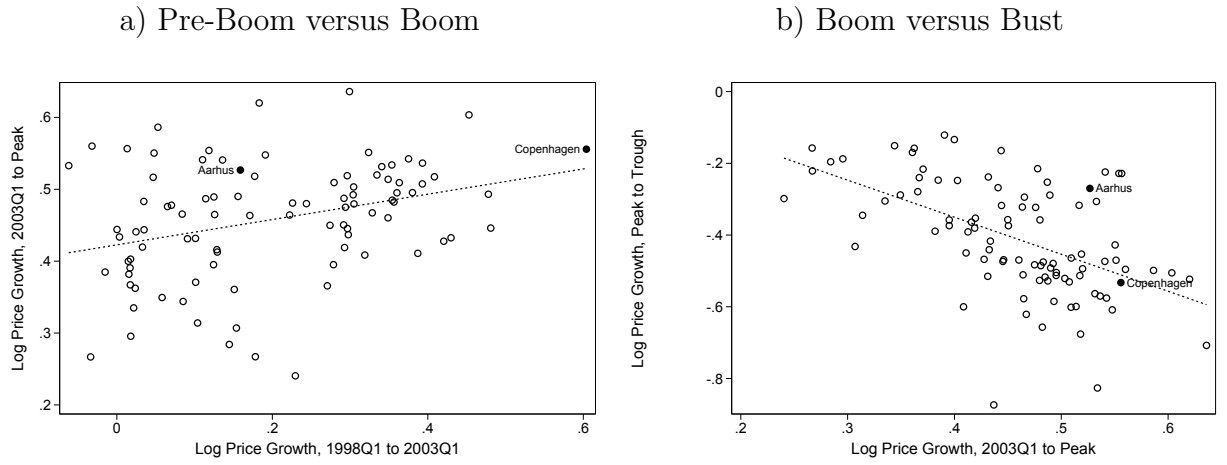 a) Pre-Boom versus Boom
Log Price Growth, 2003Q1 to Peak
.6
.5
.4
.3
.2
Copenhagen
Aarhus
0
.2
.4
.6
Log Price Growth, 1998Q1 to 2003Q1
b) Boom versus Bust
Log Price Growth, Peak to Trough
0
-.2
-.4
-.6
-.8
Aarhus
Copenhagen
.2
.3
.4
.5
.6
Log Price Growth, 2003Q1 to Peak